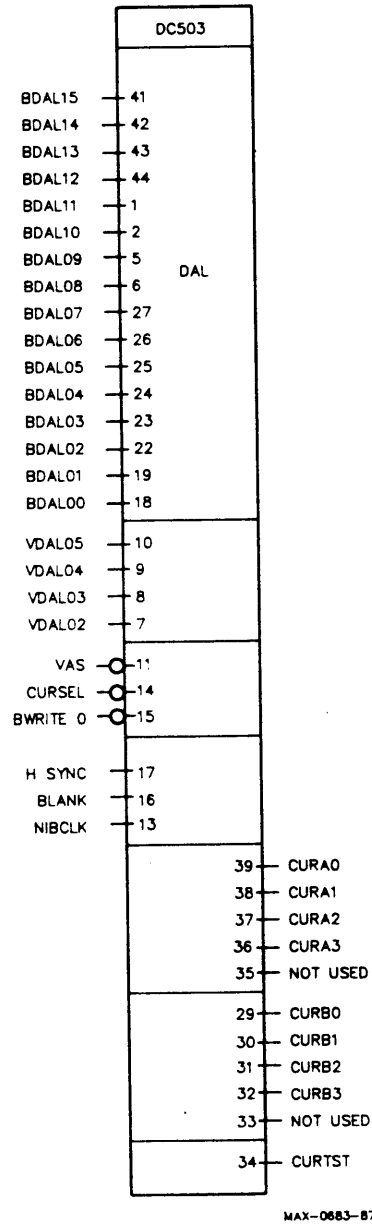 DC503
BDAL15 41
BDAL14 42
BDAL13 43
BDAL12 44
BDAL11 1
BDAL10 2
BDAL09 5
DAL
BDAL08 6
BDAL07 27
BDAL06 26
BDAL05 25
BDAL04 24
BDAL03 23
BDAL02 22
BDAL01 19
BDAL00 18
VDAL05 10
VDAL04 9
VDAL03 8
VDAL02 7
VAS 11
CURSEL 14
BWRITE 0 15
H SYNC 17
BLANK 16
NIBCLK 13
39 CURA0
38 CURA1
37 CURA2
36 CURA3
35 NOT USED
29 CURB0
30 CURB1
31 CURB2
32 CURB3
33 NOT USED
34 CURTST
MAX-0683-87